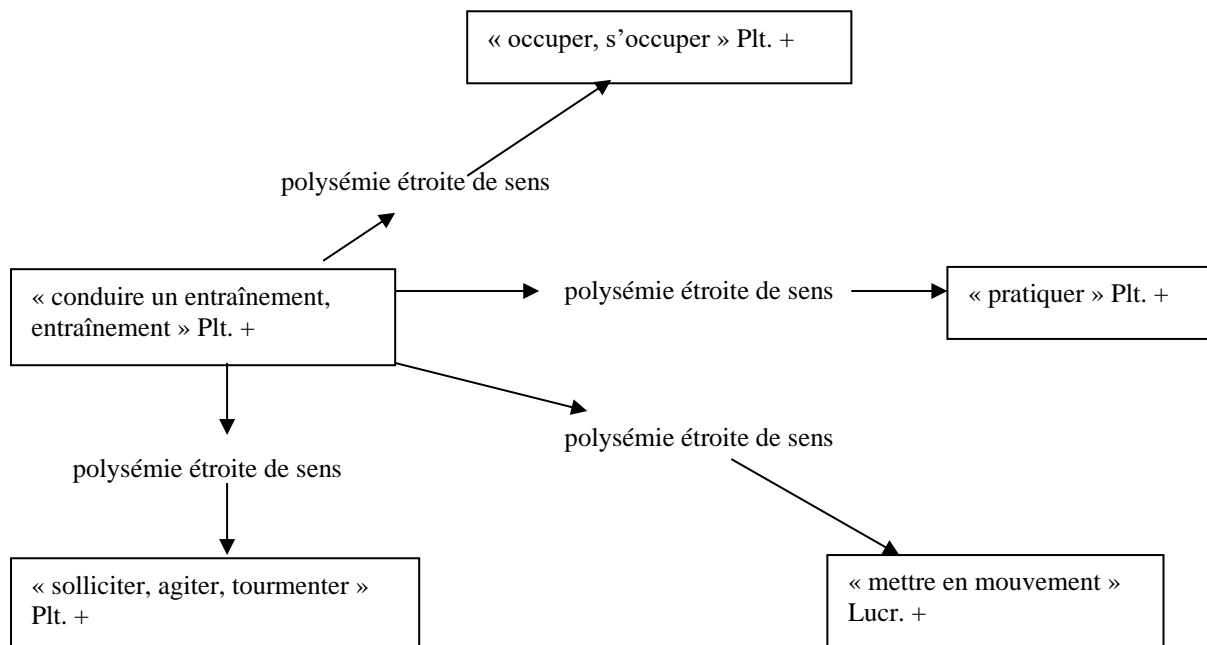 « occuper, s’occuper » Plt. +
polysémie étroite de sens
« conduire un entraînement,
entraînement » Plt. +
polysémie étroite de sens
« pratiquer » Plt. +
polysémie étroite de sens
polysémie étroite de sens
« solliciter, agiter, tourmenter »
Plt. +
« mettre en mouvement »
Lucr. +